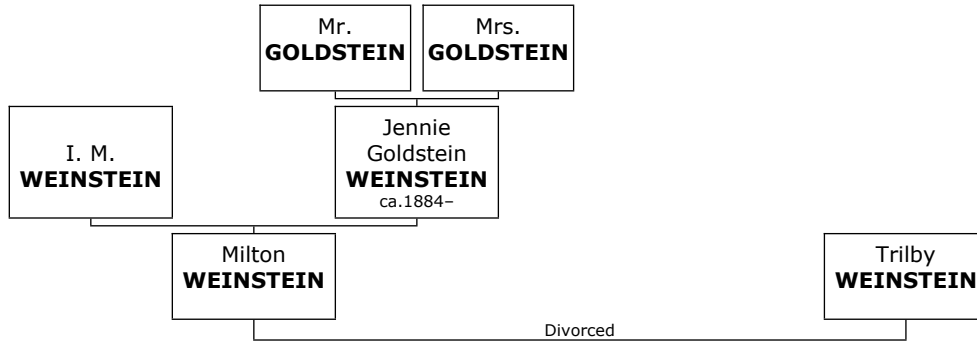 Mr.
GOLDSTEIN
Mrs.
GOLDSTEIN
I. M.
WEINSTEIN
Jennie
Goldstein
WEINSTEIN
ca.1884–
Milton
WEINSTEIN
Trilby
WEINSTEIN
Divorced